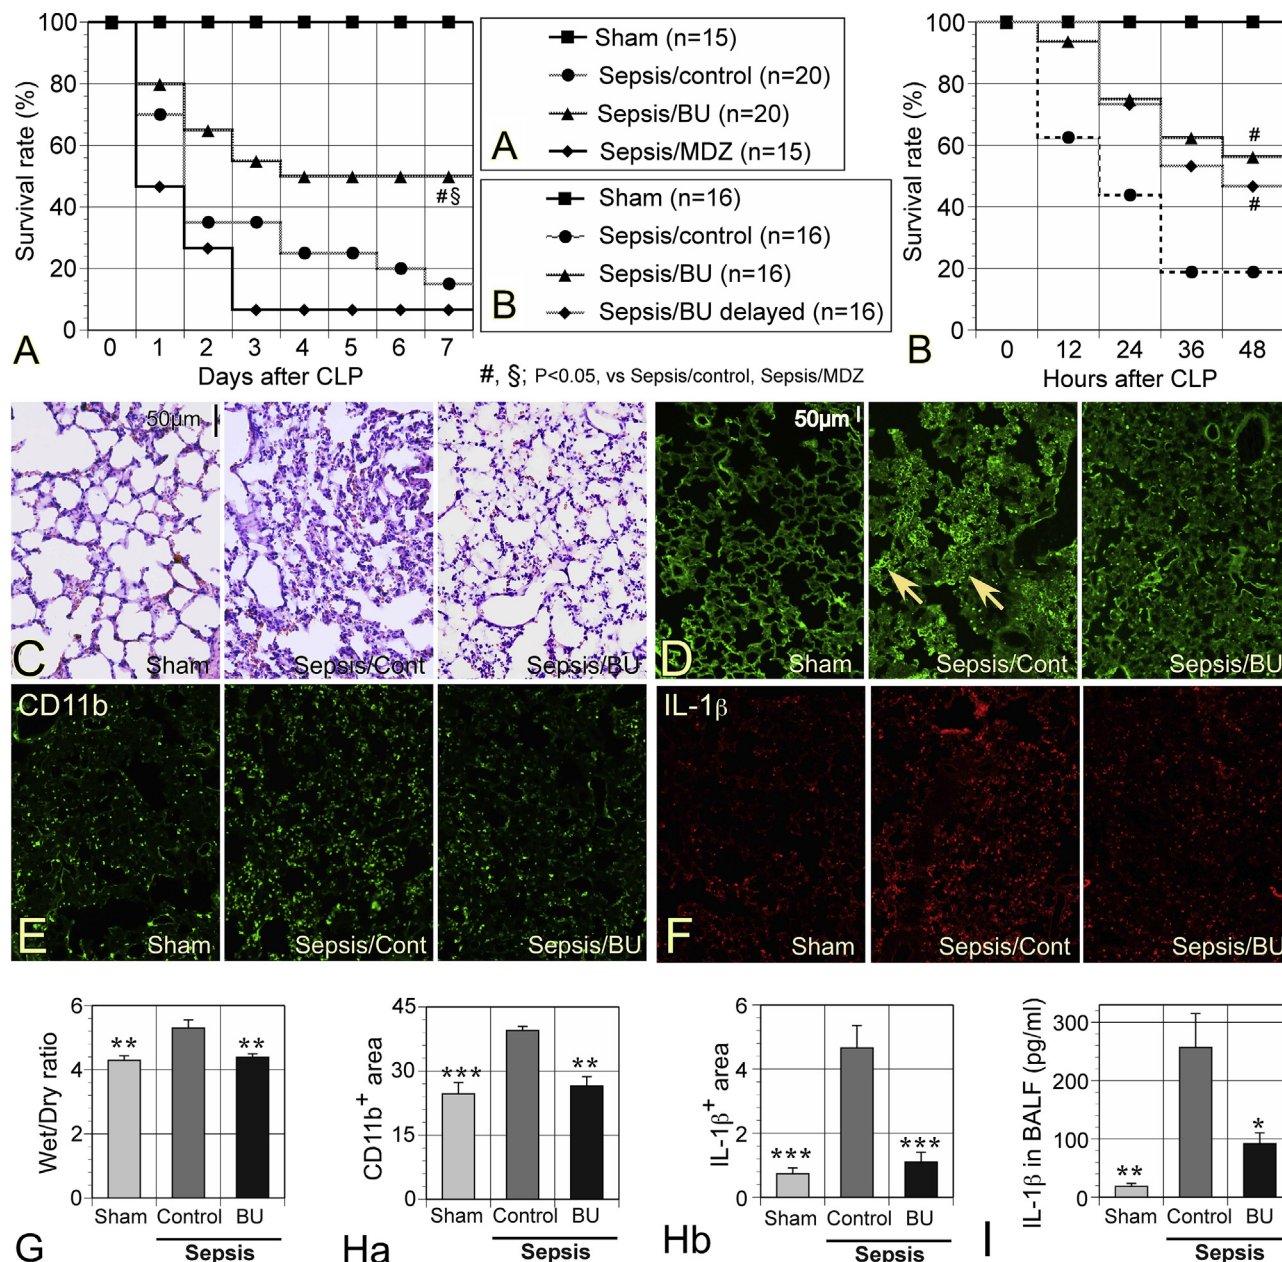 100
80
60
40
20
0
Survival rate (%)
0 1 2 3 4 5 6 7
Days after CLP
#§
A
Sham (n=15)
Sepsis/control (n=20)
Sepsis/BU (n=20)
Sepsis/MDZ (n=15)
A
Sham (n=16)
Sepsis/control (n=16)
Sepsis/BU (n=16)
Sepsis/BU delayed (n=16)
B
#, §; P<0.05, vs Sepsis/control, Sepsis/MDZ
100
80
60
40
20
0
Survival rate (%)
#
#
0 12 24 36 48
Hours after CLP
B
50μm
C
Sham
Sepsis/Cont
Sepsis/BU
50μm
D
Sham
Sepsis/Cont
Sepsis/BU
CD11b
E
Sham
Sepsis/Cont
Sepsis/BU
IL-1β
F
Sham
Sepsis/Cont
Sepsis/BU
6
4
2
0
Wet/Dry ratio
**
**
Sham Control BU
Sepsis
G
45
30
15
0
CD11b+ area
***
**
Sham Control BU
Sepsis
Ha
6
4
2
0
IL-1β+ area
***
***
Sham Control BU
Sepsis
Hb
300
200
100
0
IL-1β in BALF (pg/ml)
**
*
Sham Control BU
Sepsis
I